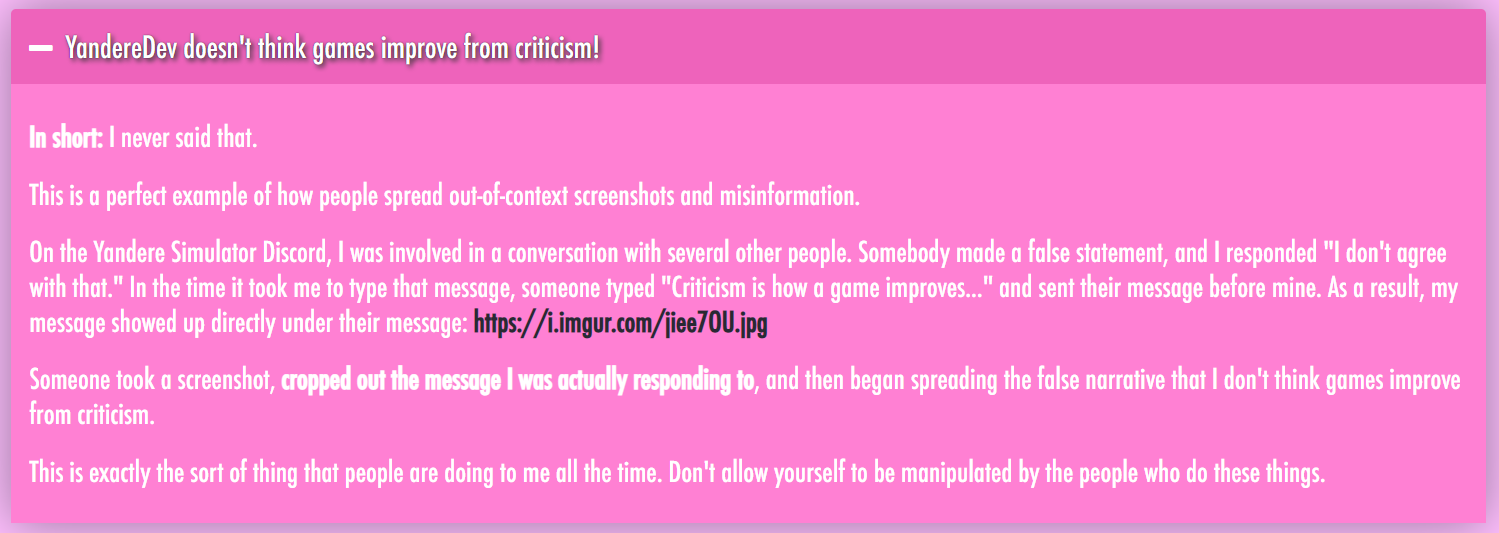 YandereDev doesn't think games improve from criticism!
In short: I never said that.
This is a perfect example of how people spread out-of-context screenshots and misinformation.
On the Yandere Simulator Discord, I was involved in a conversation with several other people. Somebody made a false statement, and I responded "I don't agree
with that." In the time it took me to type that message, someone typed "Criticism is how a game improves..." and sent their message before mine. As a result, my
message showed up directly under their message: https://i.imgur.com/jiee7OU.jpg
Someone took a screenshot, cropped out the message I was actually responding to, and then began spreading the false narrative that I don't think games improve
from criticism.
This is exactly the sort of thing that people are doing to me all the time. Don't allow yourself to be manipulated by the people who do these things.